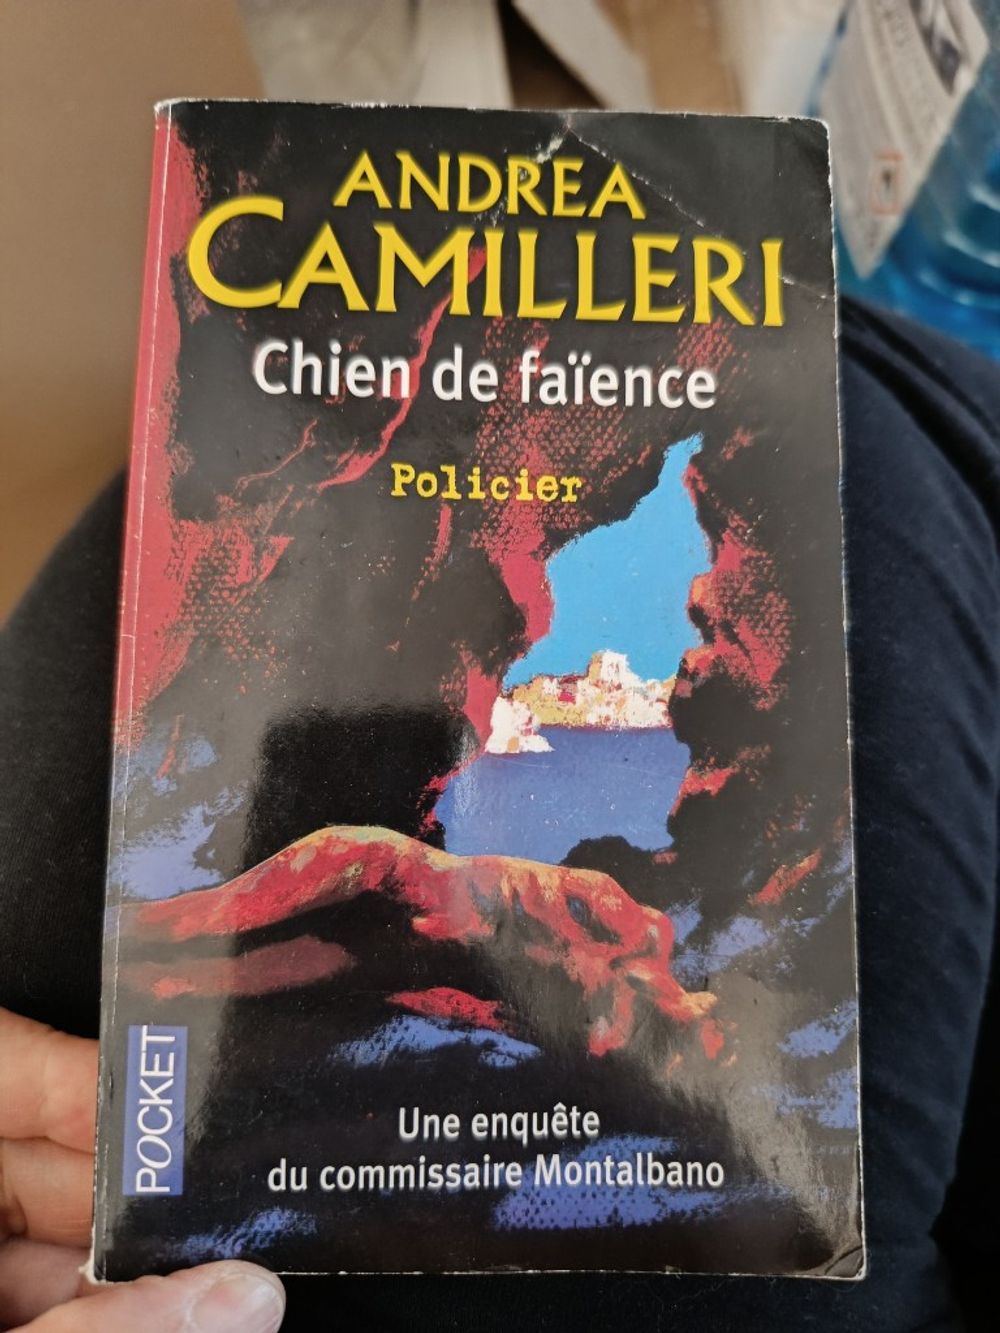 ANDREA
CAMILLERI
Chien de faïence
Policier
POCKET
Une enquête
du commissaire Montalbano